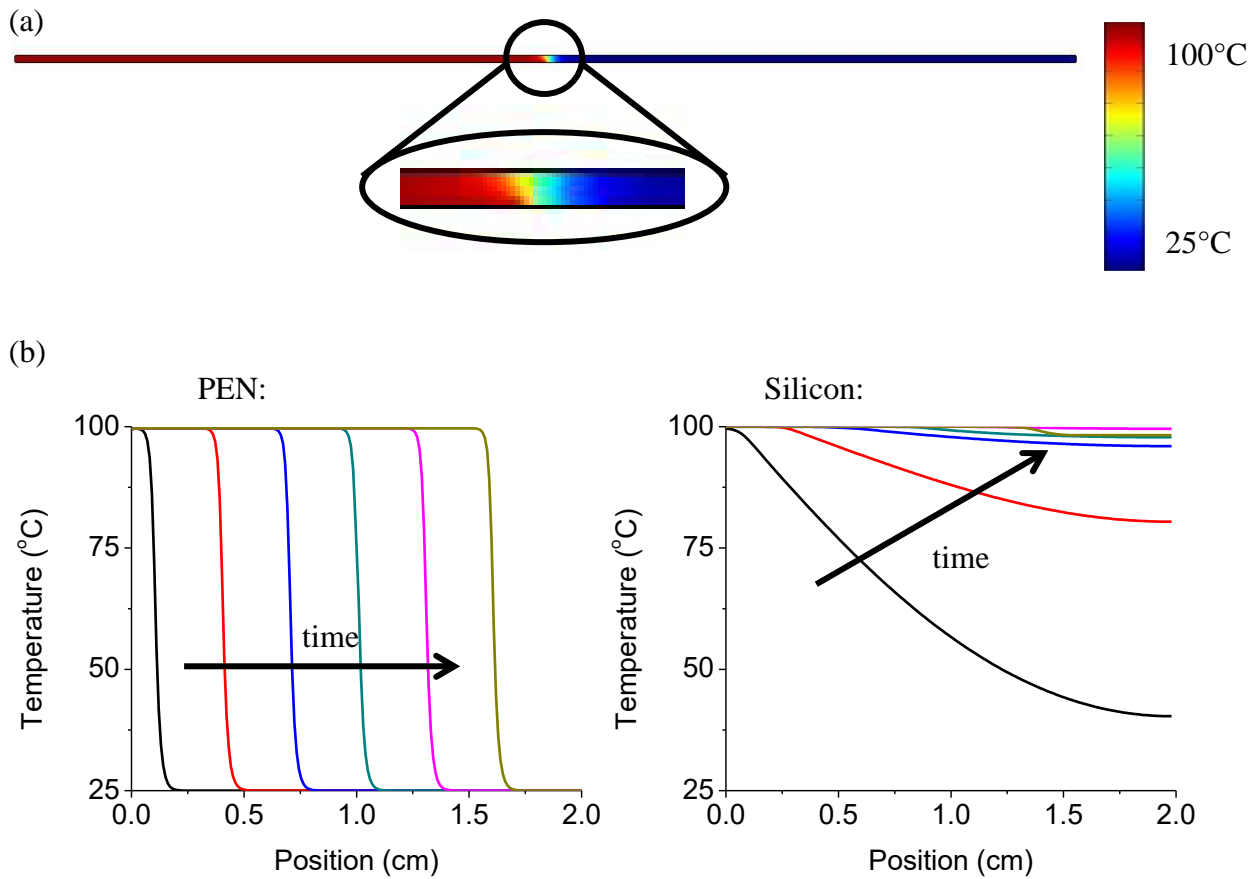 (a)
100°C
25°C
(b)
PEN:
100
75
50
25
0.0 0.5 1.0 1.5 2.0
Temperature (°C)
Position (cm)
time
Silicon:
100
75
50
25
0.0 0.5 1.0 1.5 2.0
Temperature (°C)
Position (cm)
time